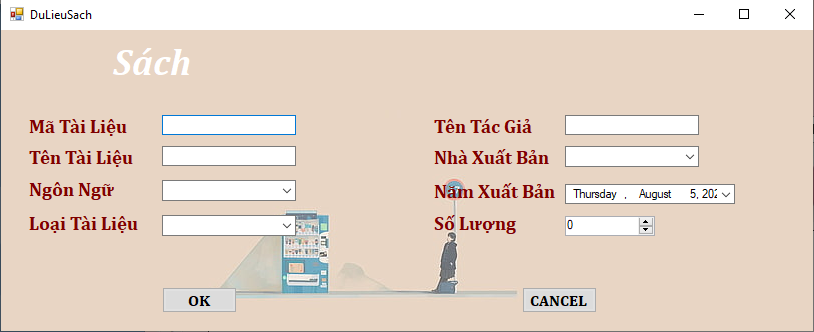 DuLieuSach
Sách
Mã Tài Liệu
Tên Tác Giả
Tên Tài Liệu
Nhà Xuất Bản
Ngôn Ngữ
Năm Xuất Bản
Thursday , August 5, 202
Loại Tài Liệu
Số Lượng
0
OK
CANCEL